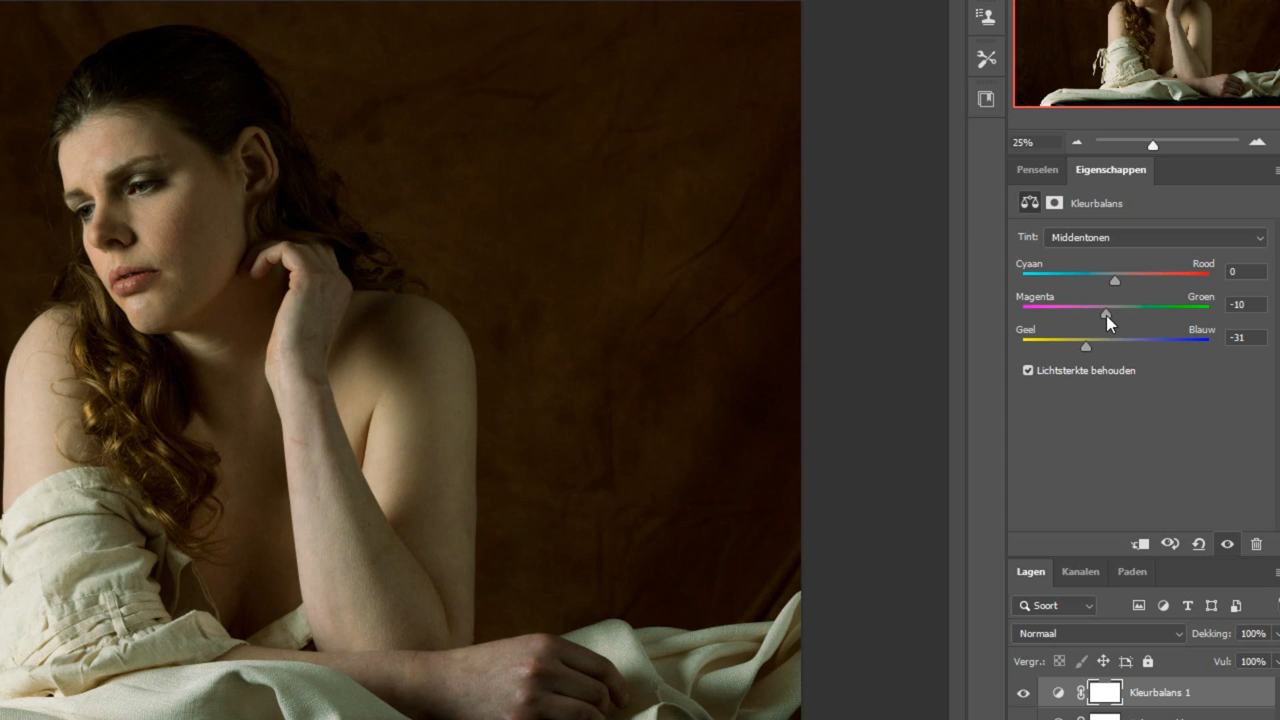 25%
Penselen Eigenschappen
Kleurbalans
Tint: Middentonen
Cyaan Rood 0
Magenta Groen -10
Geel Blauw -31
Lichtsterkte behouden
Lagen Kanalen Paden
Soort
Normaal Dekking: 100%
Vergr.: Vul: 100%
Kleurbalans 1